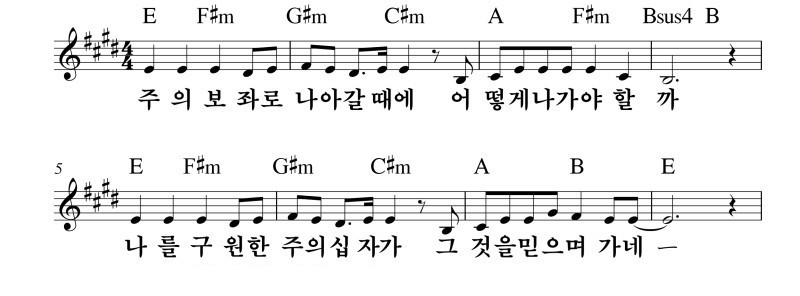 E F♯m G♯m C♯m A F♯m Bsus4 B
4
4
주 의 보 좌로 나아갈 때에 어 떻게나가야 할 까
5 E F♯m G♯m C♯m A B E
나 를 구 원한 주의십 자가 그 것을믿으며 가네 ㅡ